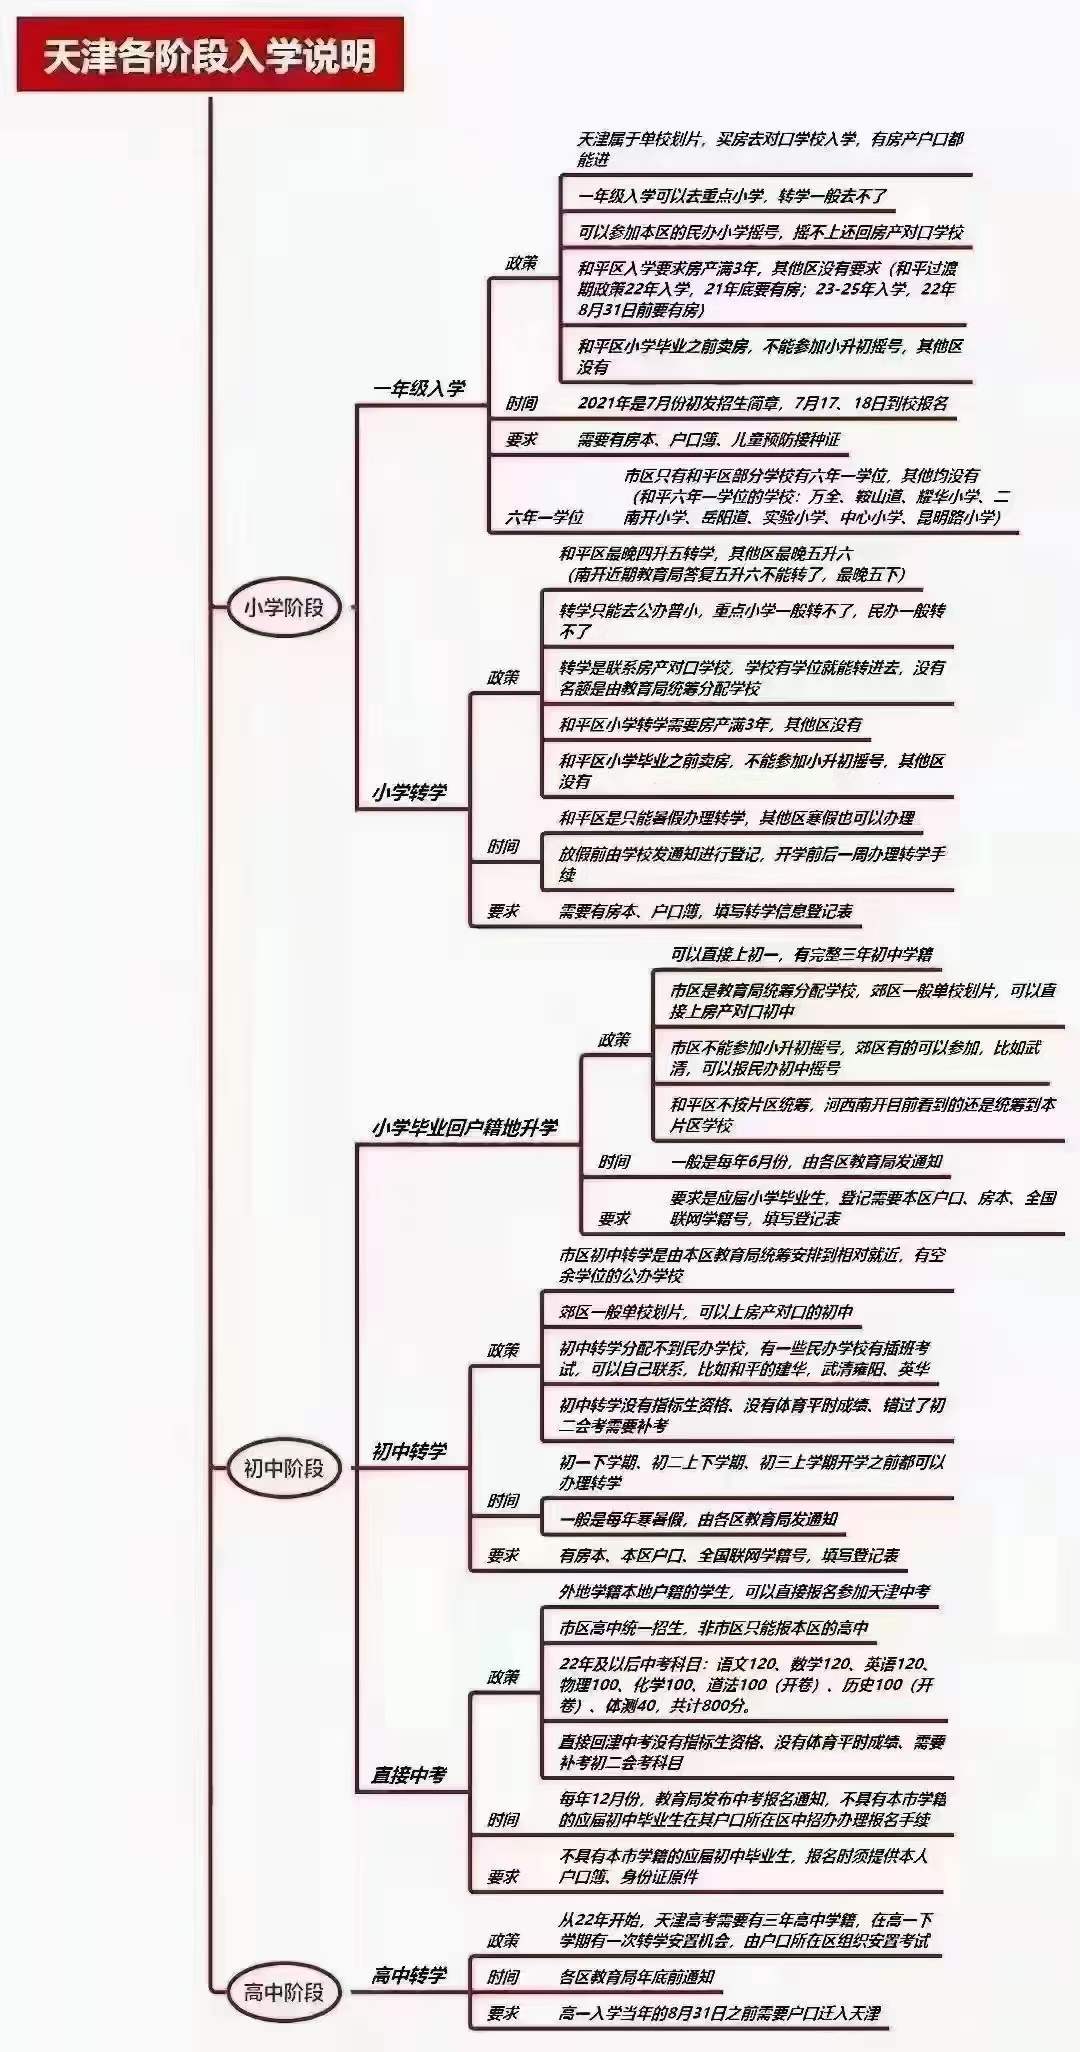 天津各阶段入学说明
小学阶段
一年级入学
政策
天津属于单校划片，买房去对口学校入学，有房产户口都
能进
一年级入学可以去重点小学，转学一般去不了
可以参加本区的民办小学摇号，摇不上还回房产对口学校
和平区入学要求房产满3年，其他区没有要求（和平过渡
期政策22年入学，21年底要有房；23-25年入学，22年
8月31日前要有房）
和平区小学毕业之前卖房，不能参加小升初摇号，其他区
没有
时间
2021年是7月份初发招生简章，7月17、18日到校报名
要求
需要有房本、户口簿、儿童预防接种证
六年一学位
市区只有和平区部分学校有六年一学位，其他均没有
（和平六年一学位的学校：万全、鞍山道、耀华小学、二
南开小学、岳阳道、实验小学、中心小学、昆明路小学）
小学转学
政策
和平区最晚四升五转学，其他区最晚五升六
（南开近期教育局答复五升六不能转了，最晚五下）
转学只能去公办普小，重点小学一般转不了，民办一般转
不了
转学是联系房产对口学校，学校有学位就能转进去，没有
名额是由教育局统筹分配学校
和平区小学转学需要房产满3年，其他区没有
和平区小学毕业之前卖房，不能参加小升初摇号，其他区
没有
时间
和平区是只能暑假办理转学，其他区寒假也可以办理
放假前由学校发通知进行登记，开学前后一周办理转学手
续
要求
需要有房本、户口簿，填写转学信息登记表
初中阶段
小学毕业回户籍地升学
政策
可以直接上初一，有完整三年初中学籍
市区是教育局统筹分配学校，郊区一般单校划片，可以直
接上房产对口初中
市区不能参加小升初摇号，郊区有的可以参加，比如武
清，可以报民办初中摇号
和平区不按片区统筹，河西南开目前看到的还是统筹到本
片区学校
时间
一般是每年6月份，由各区教育局发通知
要求
要求是应届小学毕业生，登记需要本区户口、房本、全国
联网学籍号，填写登记表
初中转学
政策
市区初中转学是由本区教育局统筹安排到相对就近，有空
余学位的公办学校
郊区一般单校划片，可以上房产对口的初中
初中转学分配不到民办学校，有一些民办学校有插班考
试，可以自己联系，比如和平的建华，武清雍阳、英华
初中转学没有指标生资格、没有体育平时成绩、错过了初
二会考需要补考
时间
初一下学期、初二上下学期、初三上学期开学之前都可以
办理转学
一般是每年寒暑假，由各区教育局发通知
要求
有房本、本区户口、全国联网学籍号，填写登记表
直接中考
政策
外地学籍本地户籍的学生，可以直接报名参加天津中考
市区高中统一招生，非市区只能报本区的高中
22年及以后中考科目：语文120、数学120、英语120、
物理100、化学100、道法100（开卷）、历史100（开
卷）、体测40，共计800分。
直接回津中考没有指标生资格、没有体育平时成绩、需要
补考初二会考科目
时间
每年12月份，教育局发布中考报名通知，不具有本市学籍
的应届初中毕业生在其户口所在区中招办办理报名手续
要求
不具有本市学籍的应届初中毕业生，报名时须提供本人
户口簿、身份证原件
高中阶段
高中转学
政策
从22年开始，天津高考需要有三年高中学籍，在高一下
学期有一次转学安置机会，由户口所在区组织安置考试
时间
各区教育局年底前通知
要求
高一入学当年的8月31日之前需要户口迁入天津